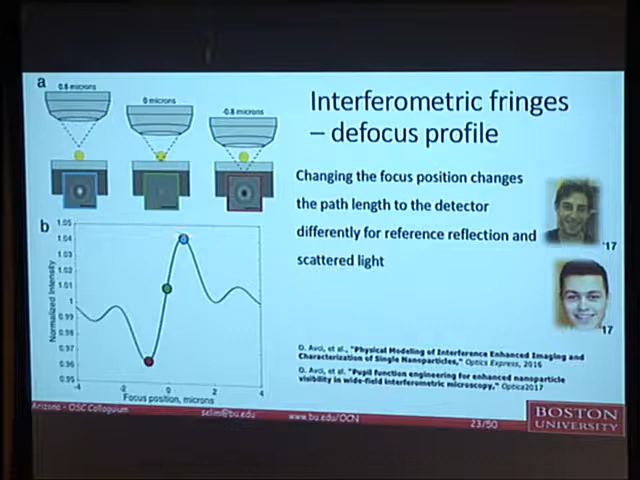 a
0.8 microns
0 microns
-0.8 microns
Interferometric fringes
– defocus profile
Changing the focus position changes
the path length to the detector
differently for reference reflection and
scattered light
'17
17
b
1.05
1.04
1.03
1.02
1.01
1
0.99
0.98
0.97
0.96
0.95
Normalized Intensity
-4
-2
0
2
4
Focus position, microns
O. Avci, et al., "Physical Modeling of Interference Enhanced Imaging and
Characterization of Single Nanoparticles," Optics Express, 2016
O. Avci, et al. "Pupil function engineering for enhanced nanoparticle
visibility in wide-field interferometric microscopy," Optica2017
Arizona - OSC Colloquium
selim@bu.edu
www.bu.edu/OCN
23/50
BOSTON
UNIVERSITY